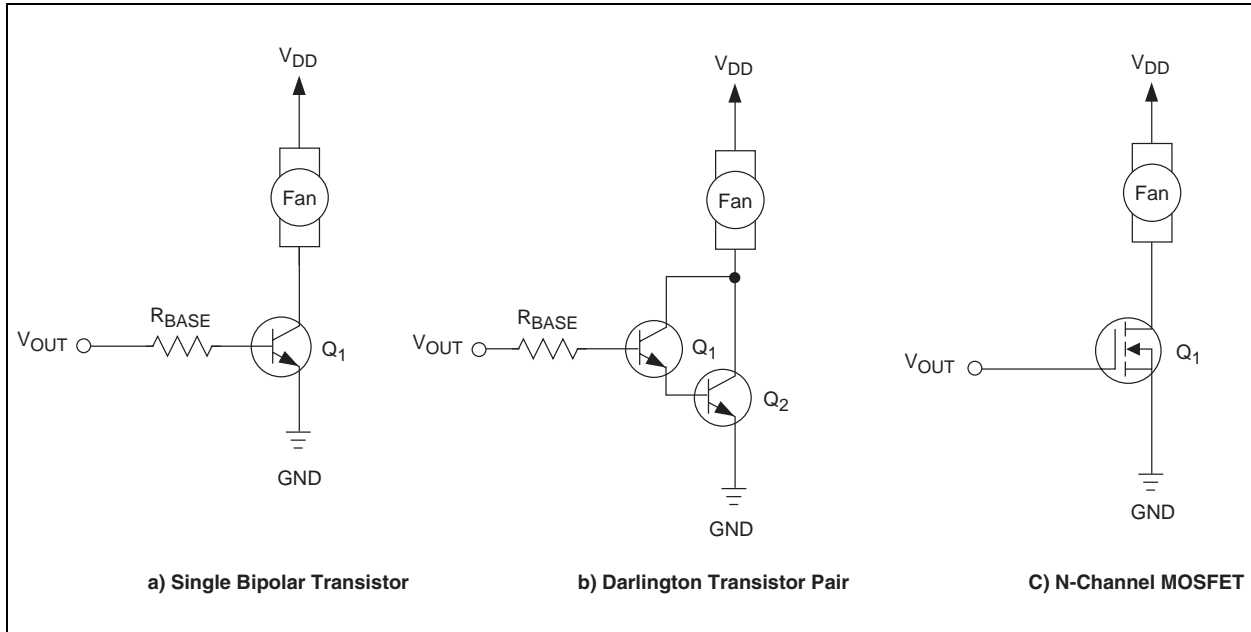 VDD
Fan
RBASE
VOUT
Q1
GND
a) Single Bipolar Transistor
VDD
Fan
RBASE
VOUT
Q1
Q2
GND
b) Darlington Transistor Pair
VDD
Fan
VOUT
Q1
GND
C) N-Channel MOSFET